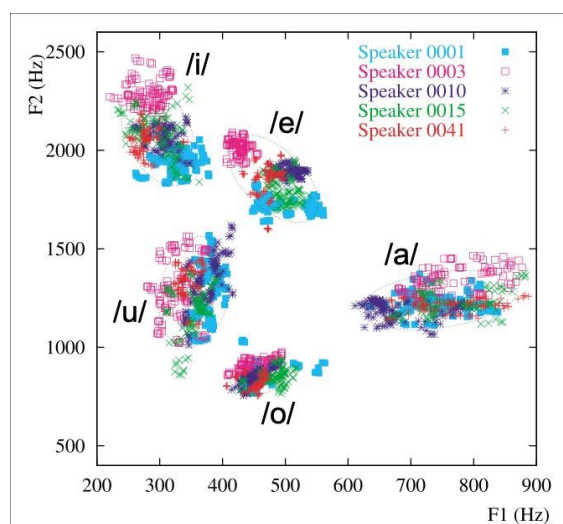 F2 (Hz)
2500
2000
1500
1000
500
/i/
/e/
/a/
/u/
/o/
Speaker 0001
Speaker 0003
Speaker 0010
Speaker 0015
Speaker 0041
200 300 400 500 600 700 800 900
F1 (Hz)